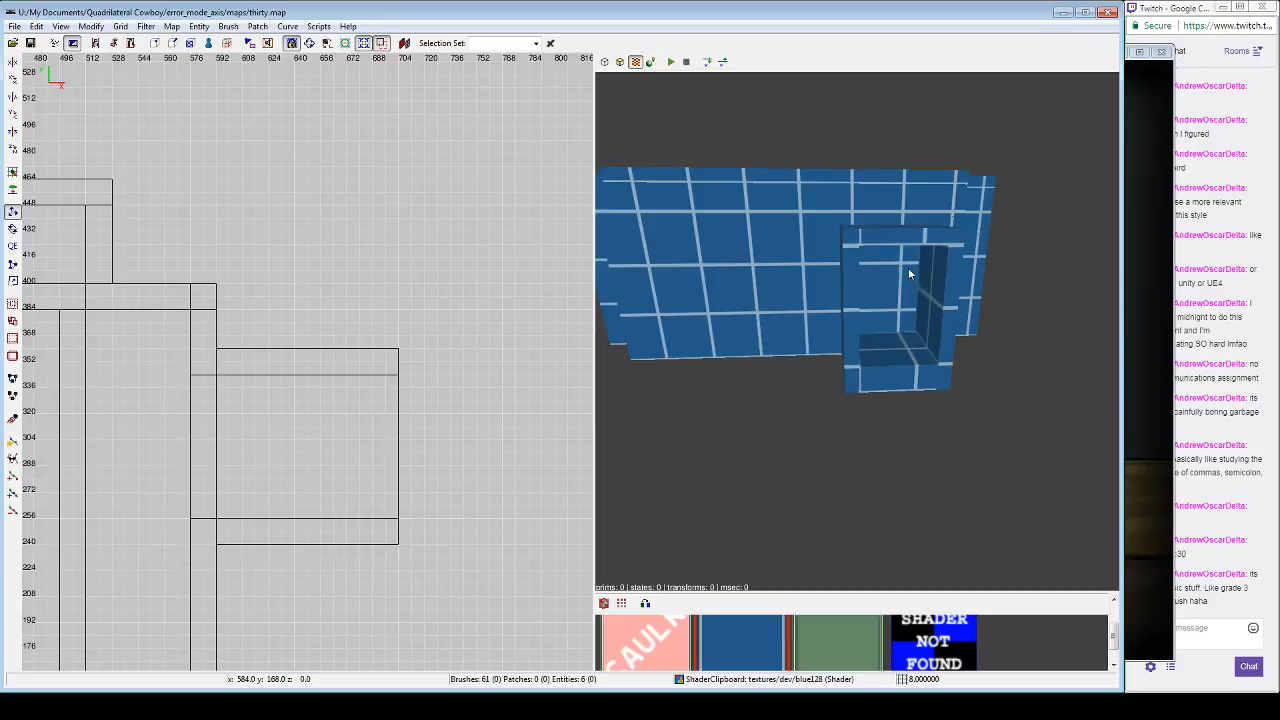 U:/My Documents/Quadrilateral Cowboy/error_mode_axis/maps/thirty.map
File Edit View Modify Grid Filter Map Entity Brush Patch Curve Scripts Help
Selection Set:
480 496 512 528 544 560 576 592 608 624 640 656 672 688 704 720 736 752 768 784 800 816
528
512
496
480
464
448
432
416
400
384
368
352
336
320
304
288
272
256
240
224
208
192
176
Y
X
prims: 0 | states: 0 | transforms: 0 | msec: 0
CAULK
SHADER
NOT
FOUND
x: 584.0 y: 168.0 z: 0.0
Brushes: 61 (0) Patches: 0 (0) Entities: 6 (0)
ShaderClipboard: textures/dev/blue128 (Shader)
8.000000
Twitch - Google C
Secure
https://www.twitch.t...
Rooms
AndrewOscarDelta:
AndrewOscarDelta:
I figured
AndrewOscarDelta:
AndrewOscarDelta:
se a more relevant
this style
AndrewOscarDelta: like
AndrewOscarDelta: or
unity or UE4
AndrewOscarDelta: I
midnight to do this
nt and I'm
ating SO hard lmfao
AndrewOscarDelta: no
munications assignment
AndrewOscarDelta: its
painfully boring garbage
AndrewOscarDelta:
basically like studying the
e of commas, semicolon,
AndrewOscarDelta:
AndrewOscarDelta:
:30
AndrewOscarDelta: its
sic stuff. Like grade 3
ush haha
message
Chat